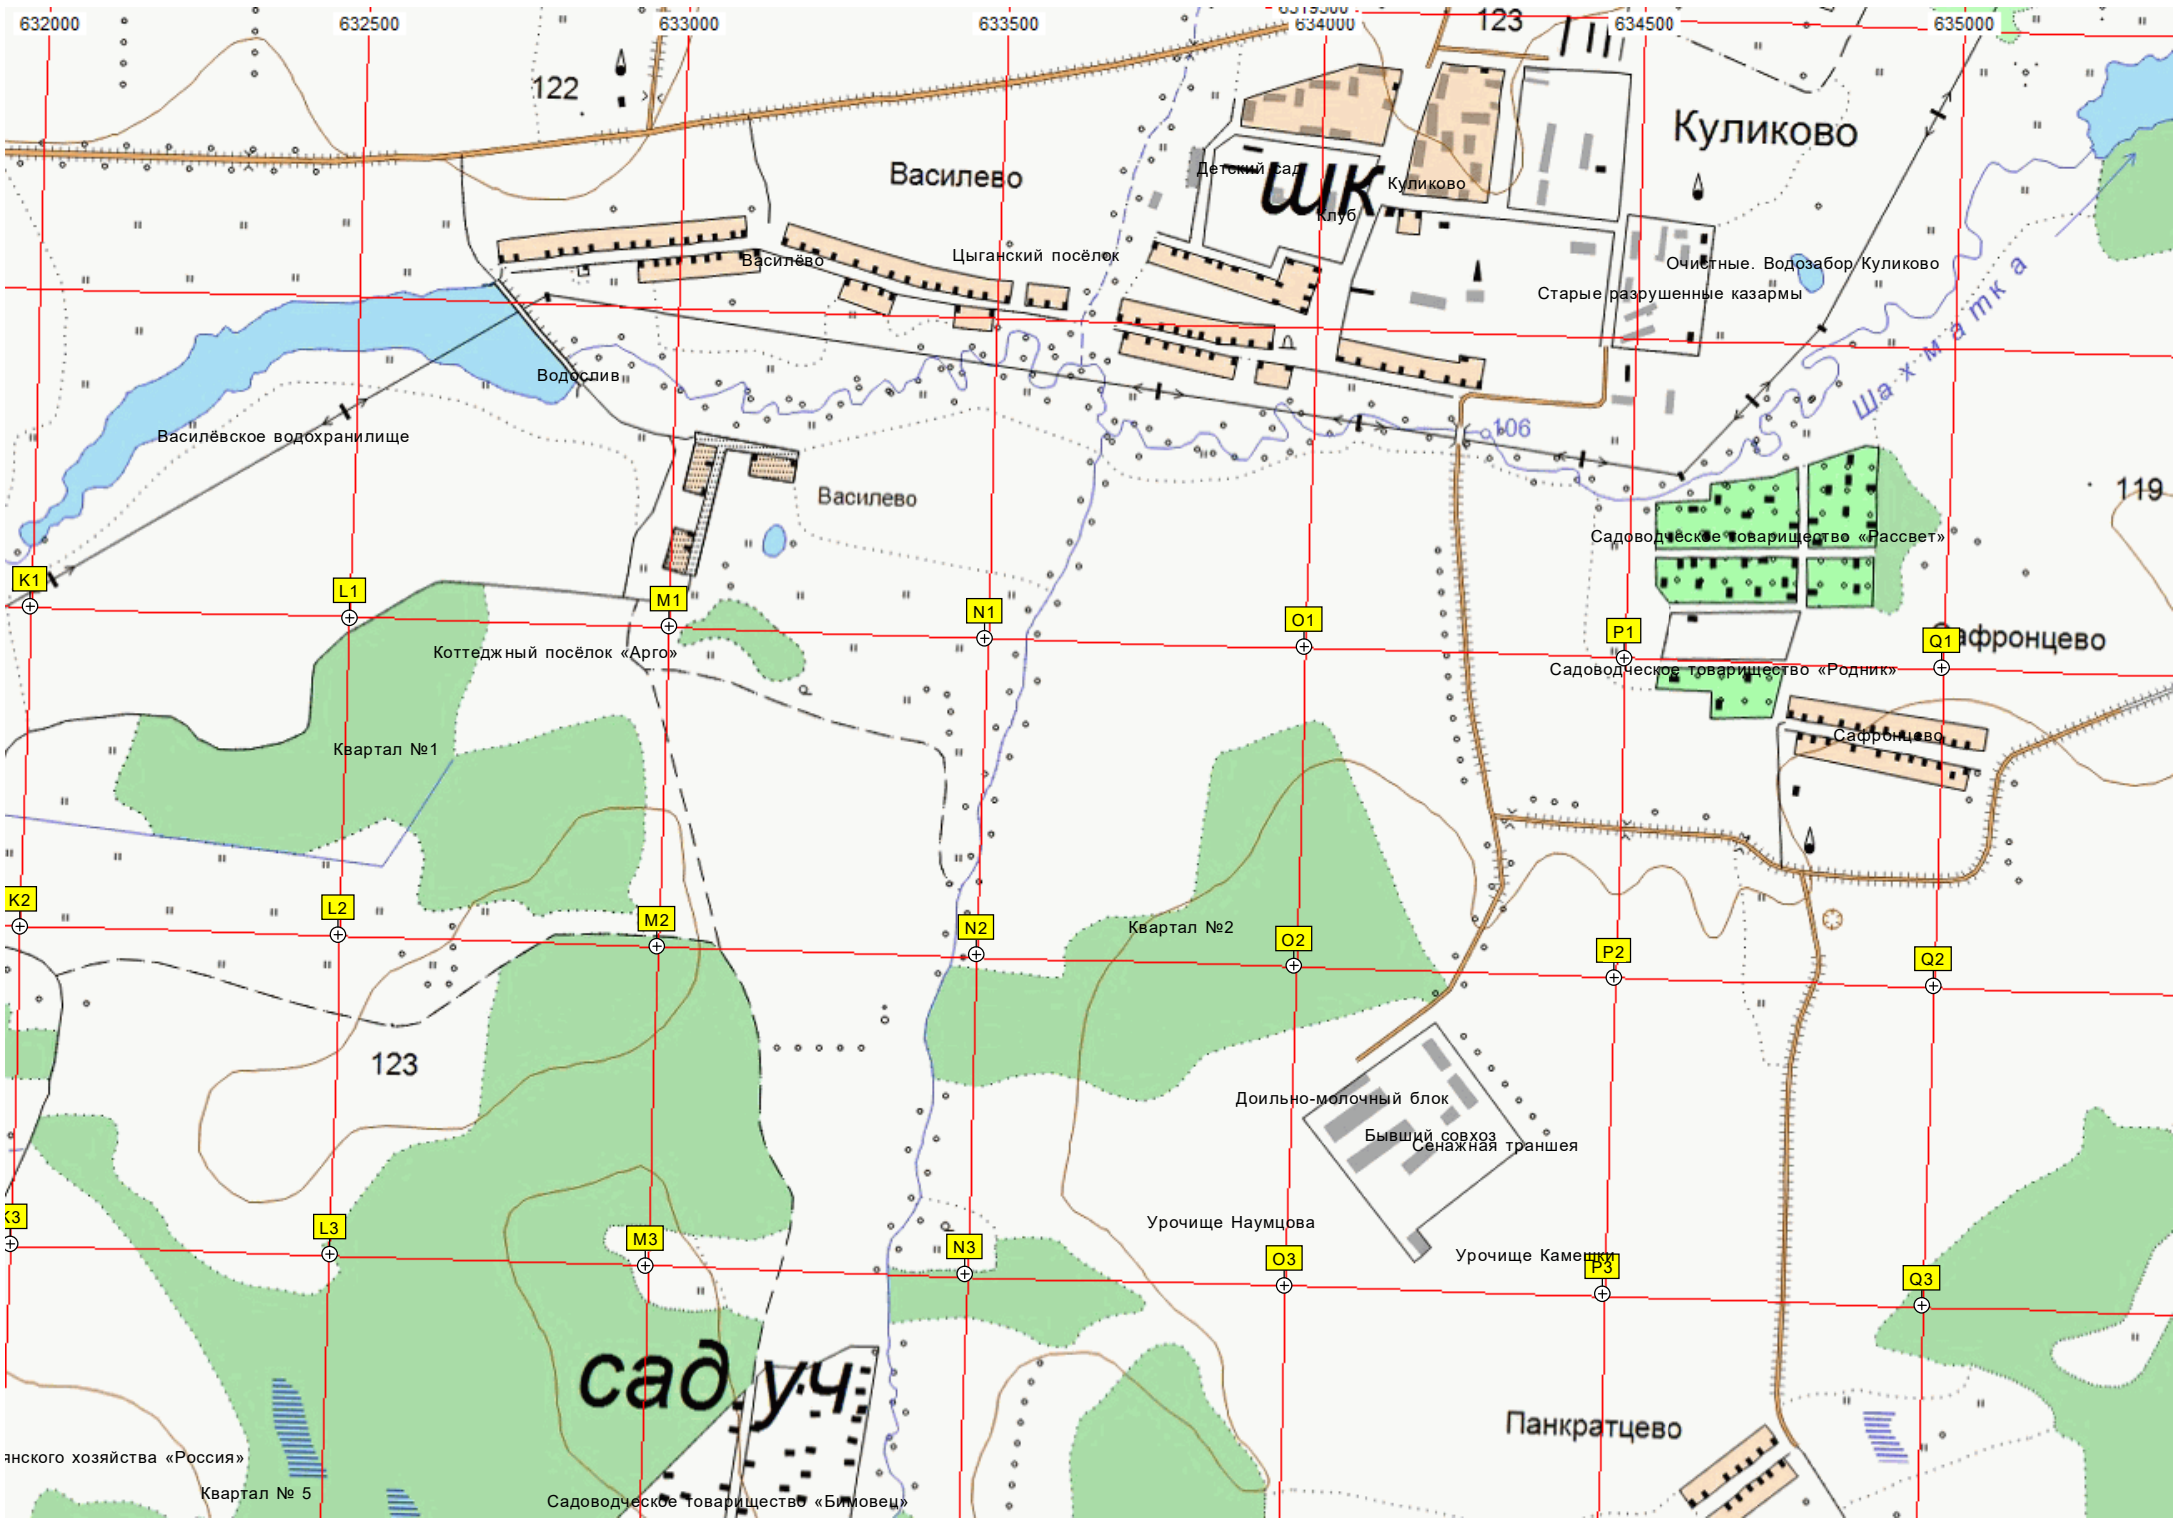 6319500
632000
632500
633000
633500
634000
634500
635000
123
122
Куликово
Василево
Детский сад
шк
Куликово
Клуб
Цыганский посёлок
Василёво
Очистные. Водозабор Куликово
Старые разрушенные казармы
Шахматка
Водослив
106
Василёвское водохранилище
119
Василево
Садоводческое товарищество «Рассвет»
K1
L1
M1
N1
O1
P1
Q1
Сафронцево
Коттеджный посёлок «Арго»
Садоводческое товарищество «Родник»
Сафронцево
Квартал №1
K2
L2
M2
N2
O2
P2
Q2
Квартал №2
123
Доильно-молочный блок
Бывший совхоз
Сенажная траншея
Урочище Наумцова
Урочище Камешки
K3
L3
M3
N3
O3
P3
Q3
сад уч
Панкратцево
янского хозяйства «Россия»
Квартал № 5
Садоводческое товарищество «Бимовец»